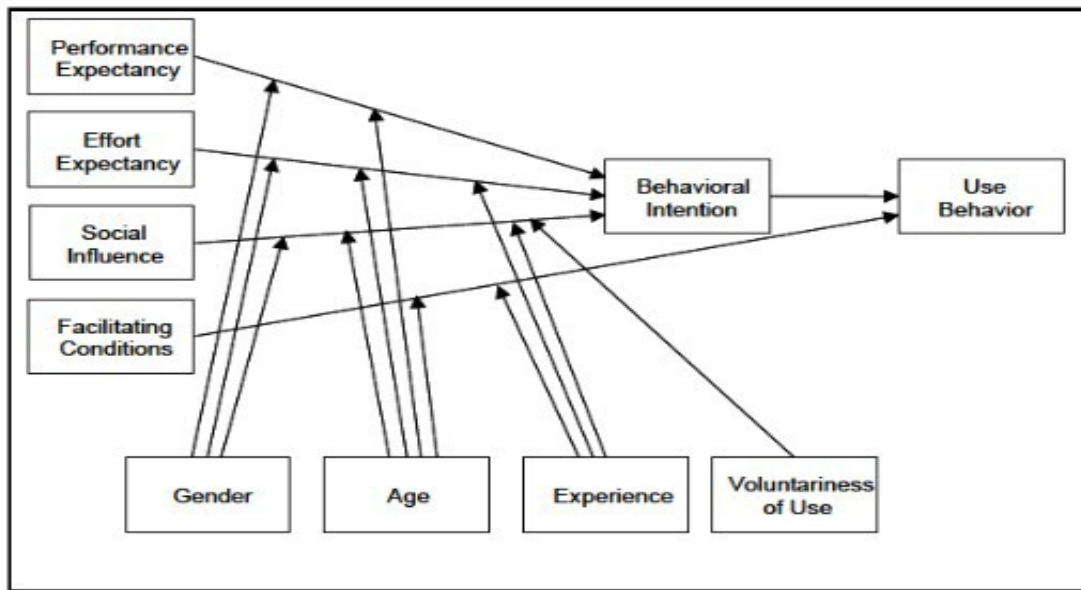 Performance
Expectancy
Effort
Expectancy
Social
Influence
Facilitating
Conditions
Behavioral
Intention
Use
Behavior
Gender
Age
Experience
Voluntariness
of Use